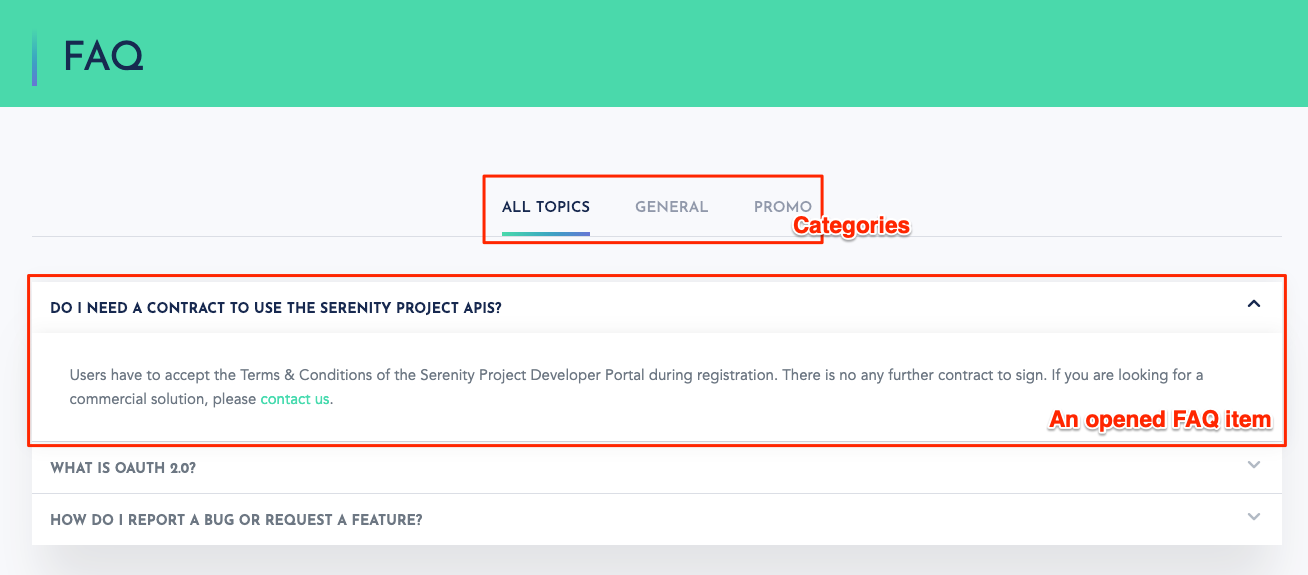 FAQ
ALL TOPICS GENERAL PROMO
Categories
DO I NEED A CONTRACT TO USE THE SERENITY PROJECT APIS?
Users have to accept the Terms & Conditions of the Serenity Project Developer Portal during registration. There is no any further contract to sign. If you are looking for a
commercial solution, please contact us.
An opened FAQ item
WHAT IS OAUTH 2.0?
HOW DO I REPORT A BUG OR REQUEST A FEATURE?